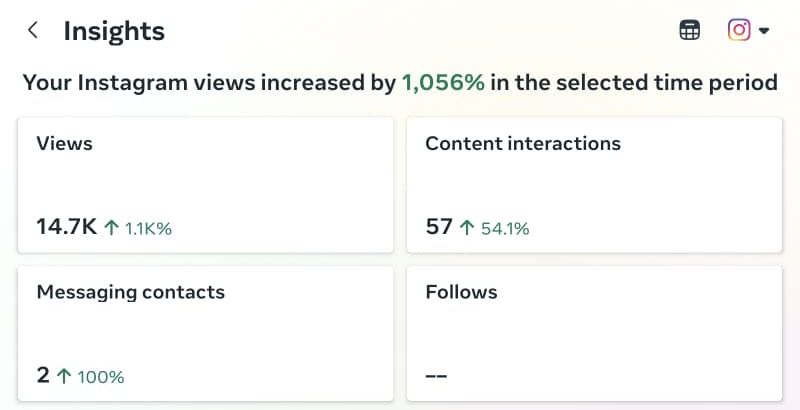 Insights
Your Instagram views increased by 1,056% in the selected time period
Views
14.7K ↑ 1.1K%
Content interactions
57 ↑ 54.1%
Messaging contacts
2 ↑ 100%
Follows
--